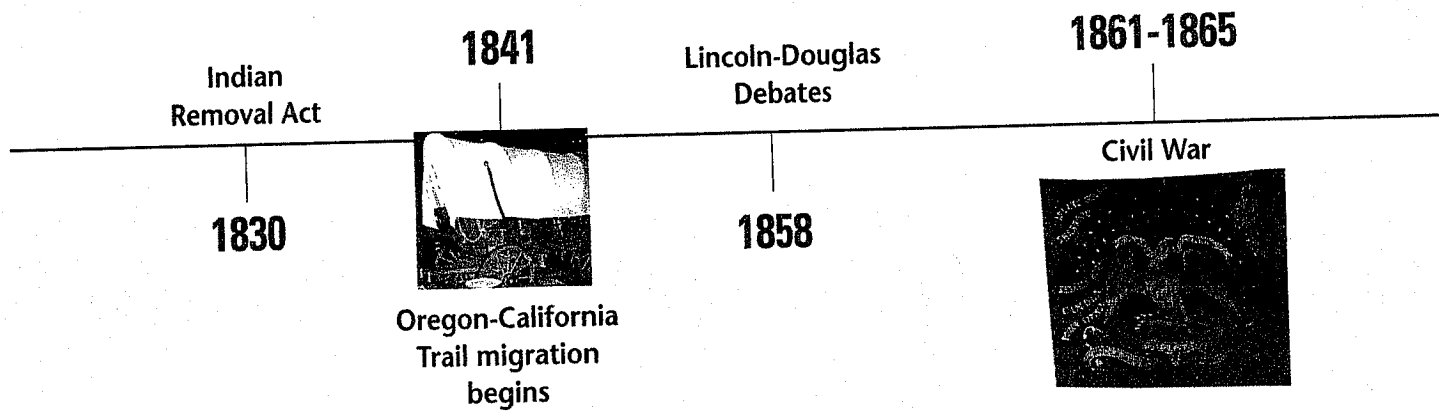 Indian
Removal Act
1830
1841
Oregon-California
Trail migration
begins
Lincoln-Douglas
Debates
1858
1861-1865
Civil War